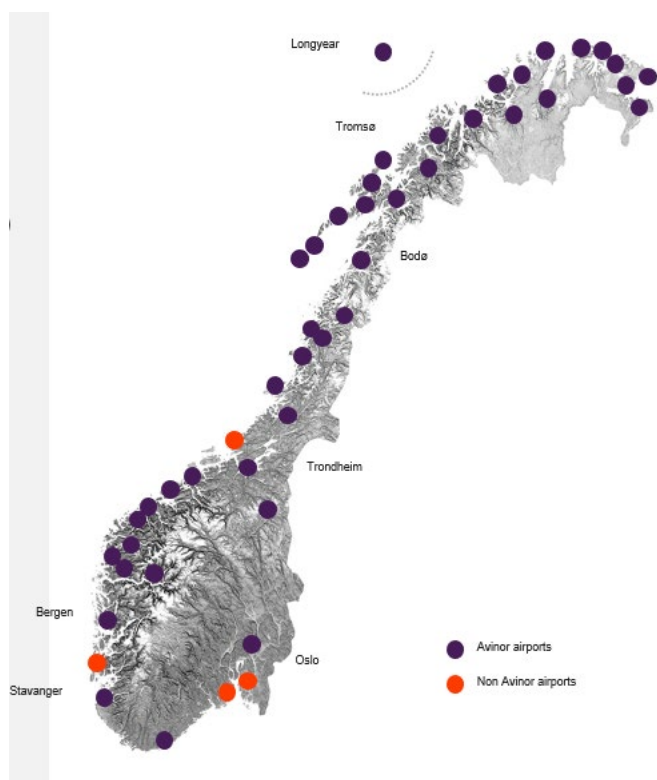 Longyear
Tromsø
Bodø
Trondheim
Bergen
Oslo
Avinor airports
Stavanger
Non Avinor airports